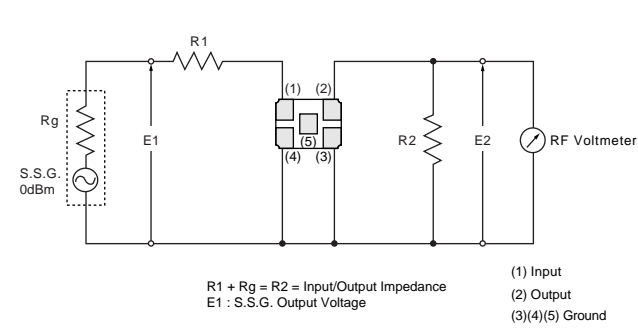 R1
(1) (2)
Rg
E1
(5)
R2
E2
RF Voltmeter
(4) (3)
S.S.G.
0dBm
R1 + Rg = R2 = Input/Output Impedance
E1 : S.S.G. Output Voltage
(1) Input
(2) Output
(3)(4)(5) Ground